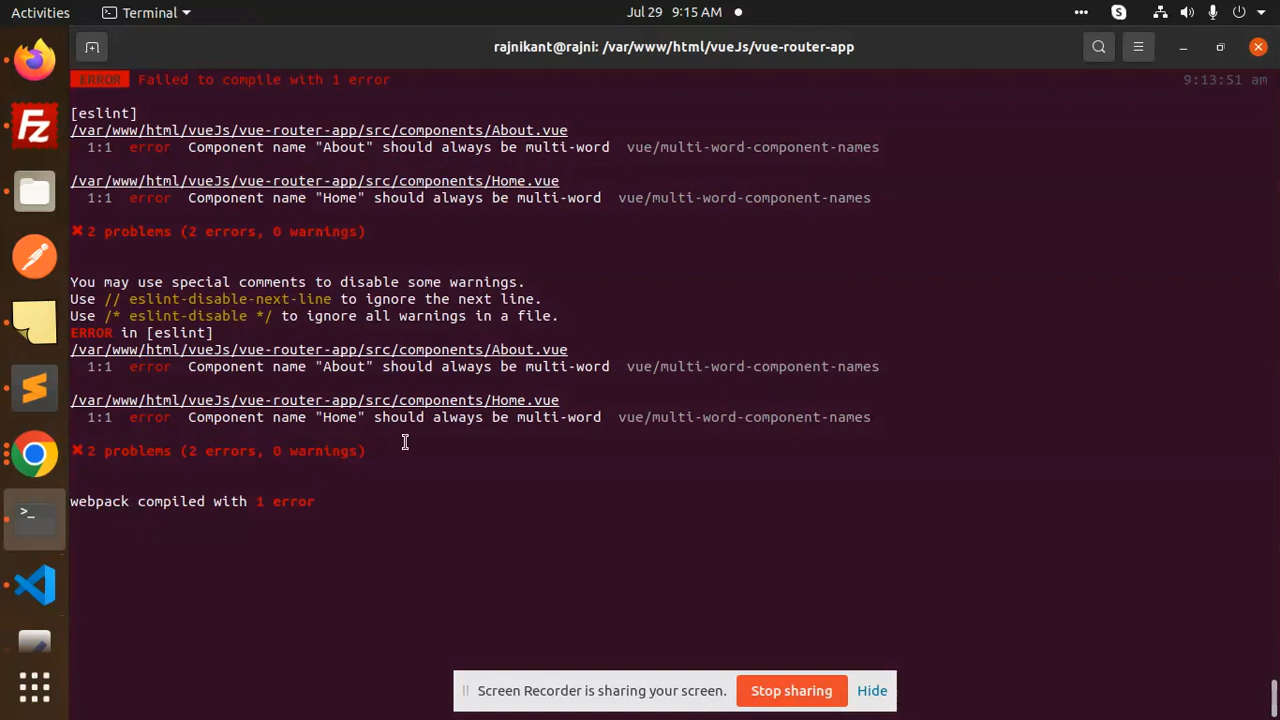 Activities
Terminal
Jul 29 9:15 AM
rajnikant@rajni: /var/www/html/vueJs/vue-router-app
ERROR Failed to compile with 1 error
9:13:51 am
[eslint]
/var/www/html/vueJs/vue-router-app/src/components/About.vue
1:1 error Component name "About" should always be multi-word vue/multi-word-component-names
/var/www/html/vueJs/vue-router-app/src/components/Home.vue
1:1 error Component name "Home" should always be multi-word vue/multi-word-component-names
✖ 2 problems (2 errors, 0 warnings)
You may use special comments to disable some warnings.
Use // eslint-disable-next-line to ignore the next line.
Use /* eslint-disable */ to ignore all warnings in a file.
ERROR in [eslint]
/var/www/html/vueJs/vue-router-app/src/components/About.vue
1:1 error Component name "About" should always be multi-word vue/multi-word-component-names
/var/www/html/vueJs/vue-router-app/src/components/Home.vue
1:1 error Component name "Home" should always be multi-word vue/multi-word-component-names
✖ 2 problems (2 errors, 0 warnings)
webpack compiled with 1 error
Screen Recorder is sharing your screen.
Stop sharing
Hide